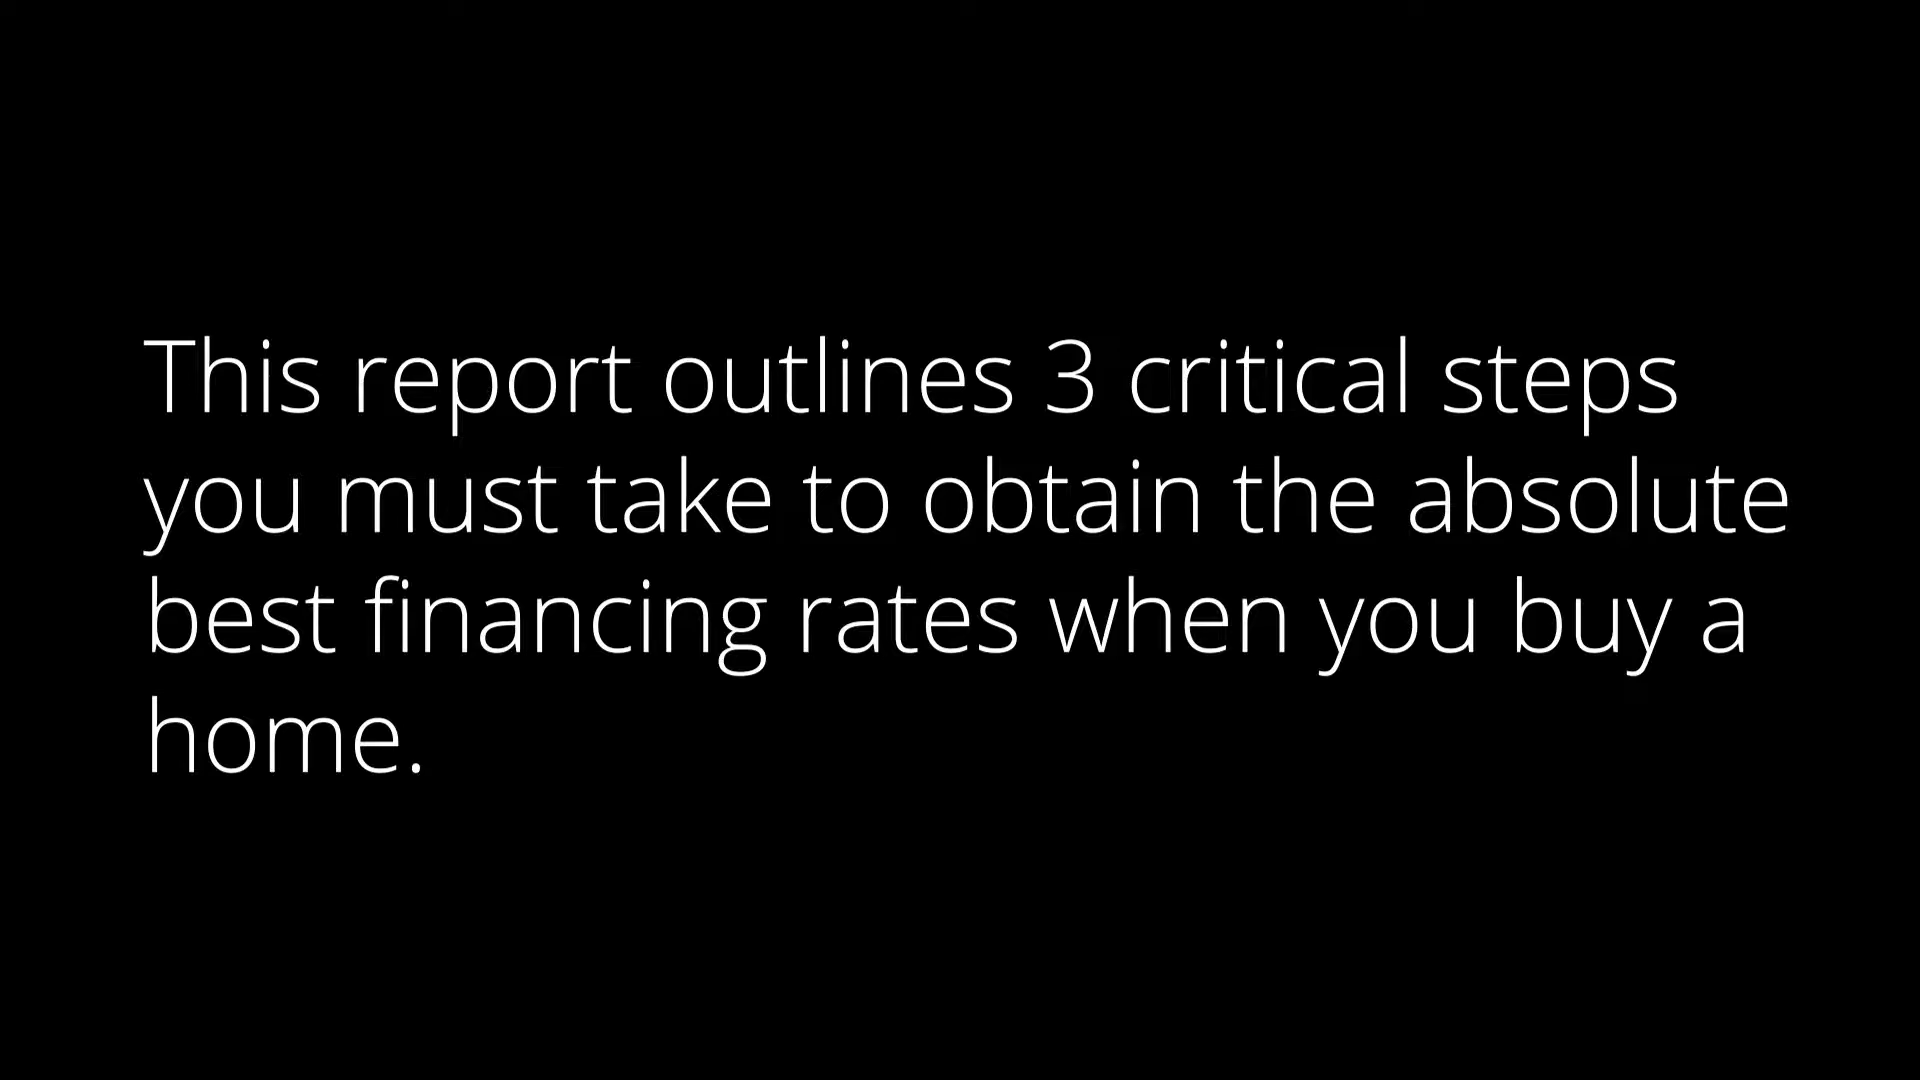 This report outlines 3 critical steps
you must take to obtain the absolute
best financing rates when you buy a
home.